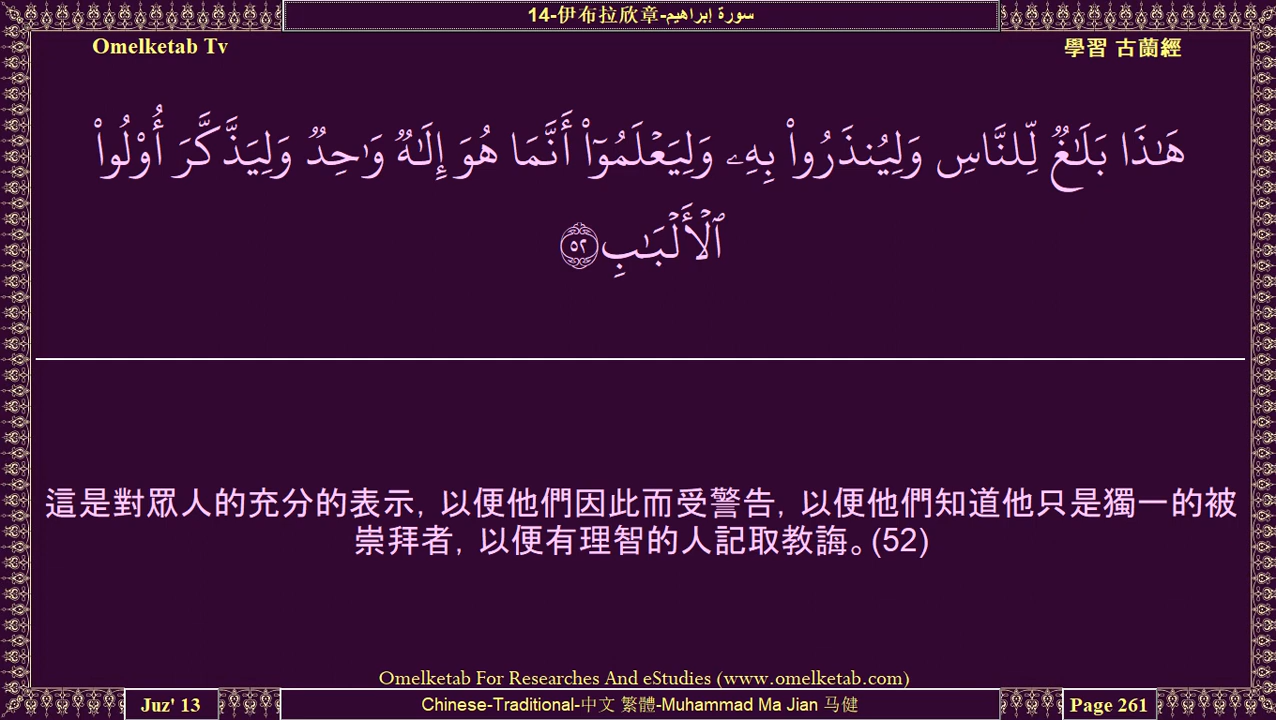 14-伊布拉欣章-سورة إبراهيم
Omelketab Tv
學習 古蘭經
هَٰذَا بَلَٰغٌ لِّلنَّاسِ وَلِيُنذَرُوا۟ بِهِۦ وَلِيَعْلَمُوٓا۟ أَنَّمَا هُوَ إِلَٰهٌ وَٰحِدٌ وَلِيَذَّكَّرَ أُو۟لُوا۟
ٱلْأَلْبَٰبِ ٥٢
這是對眾人的充分的表示，以便他們因此而受警告，以便他們知道他只是獨一的被
崇拜者，以便有理智的人記取教誨。(52)
Omelketab For Researches And eStudies (www.omelketab.com)
Juz' 13
Chinese-Traditional-中文 繁體-Muhammad Ma Jian 马健
Page 261